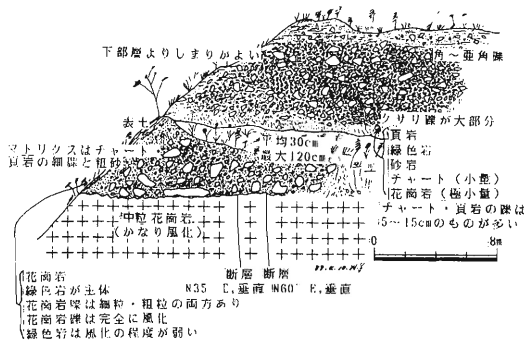 下部層よりしまりがよい
角〜亜角礫
クサリ礫が大部分
頁岩
緑色岩
砂岩
チャート（小量）
花崗岩（極小量）
チャート・頁岩の礫は
5〜15cmのものが多い
表土
平均30cm
最大120cm
マトリクスはチャート・
頁岩の細礫と粗砂
中粒花崗岩
（かなり風化）
0 8m
断層 断層
N35 E,垂直 N60°E,垂直
花崗岩
緑色岩が主体
花崗岩礫は細粒・粗粒の両方あり
花崗岩礫は完全に風化
緑色岩は風化の程度が弱い